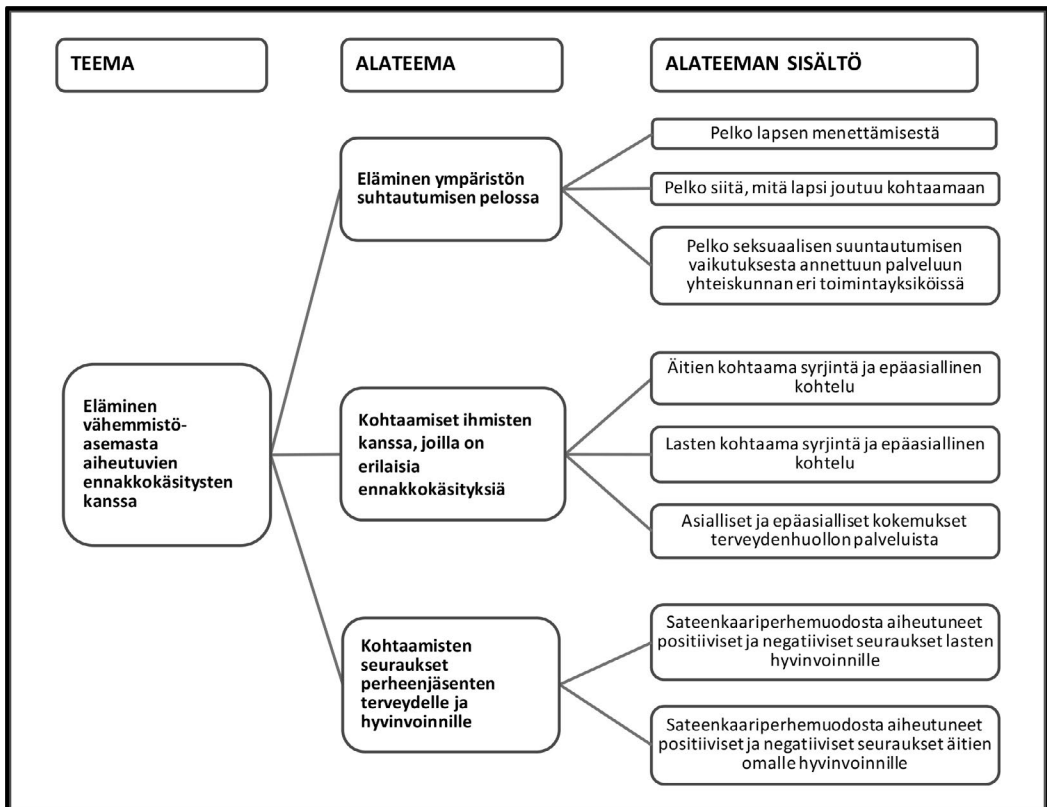 TEEMA
ALATEEMA
ALATEEMAN SISÄLTÖ
Eläminen
vähemmistö-
asemasta
aiheutuvien
ennakkokäsitysten
kanssa
Eläminen ympäristön
suhtautumisen pelossa
Pelko lapsen menettämisestä
Pelko siitä, mitä lapsi joutuu kohtaamaan
Pelko seksuaalisen suuntautumisen
vaikutuksesta annettuun palveluun
yhteiskunnan eri toimintayksiköissä
Kohtaamiset ihmisten
kanssa, joilla on
erilaisia
ennakkokäsityksiä
Äitien kohtaama syrjintä ja epäasiallinen
kohtelu
Lasten kohtaama syrjintä ja epäasiallinen
kohtelu
Asialliset ja epäasialliset kokemukset
terveydenhuollon palveluista
Kohtaamisten
seuraukset
perheenjäsenten
terveydelle ja
hyvinvoinnille
Sateenkaariperhemuodosta aiheutuneet
positiiviset ja negatiiviset seuraukset lasten
hyvinvoinnille
Sateenkaariperhemuodosta aiheutuneet
positiiviset ja negatiiviset seuraukset äitien
omalle hyvinvoinnille